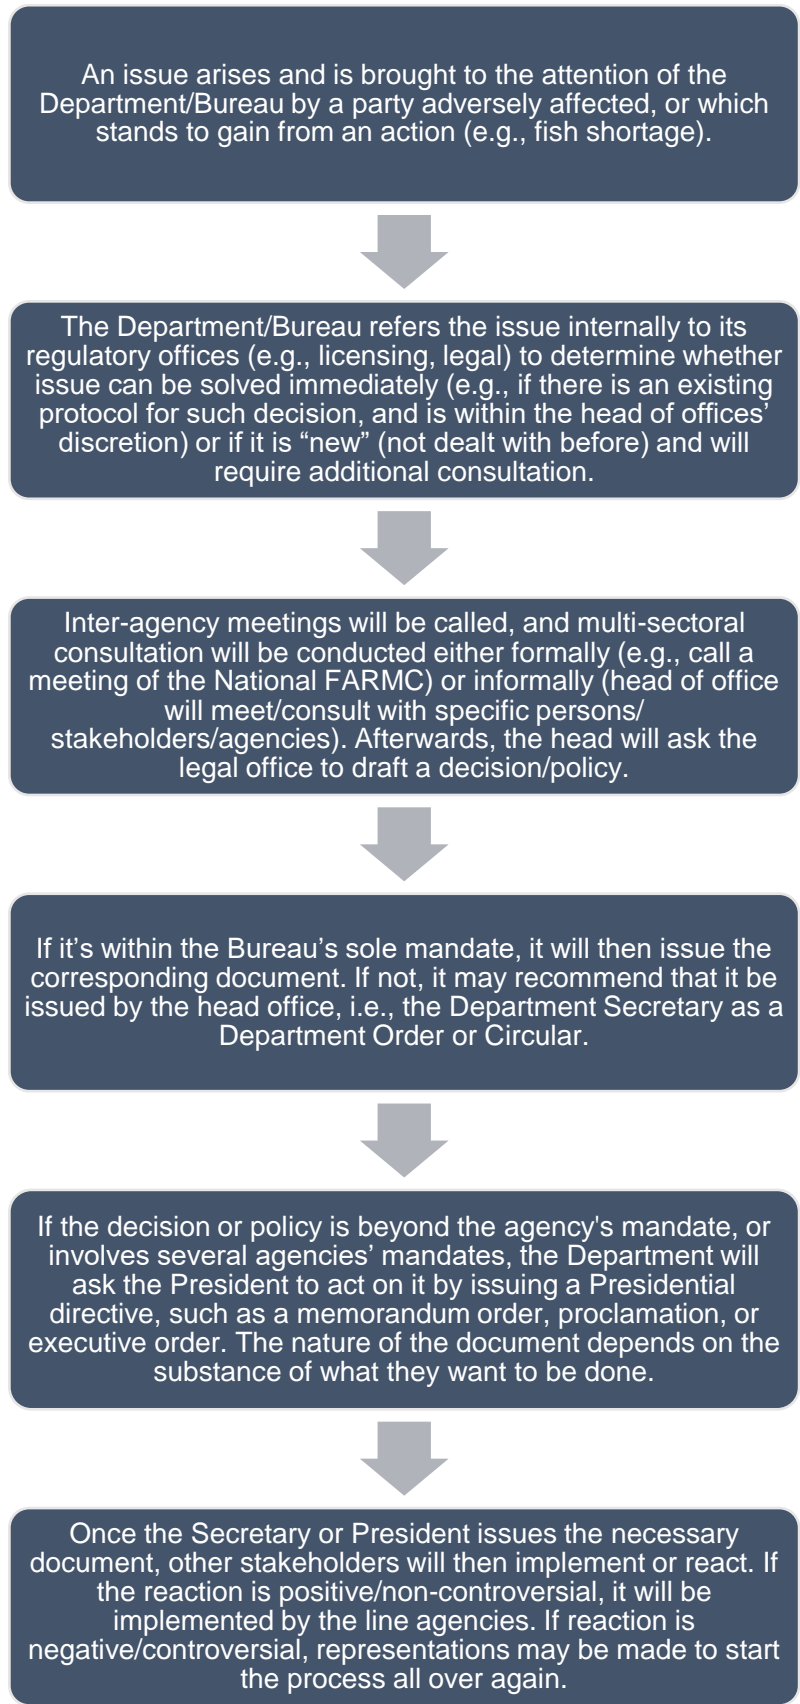 An issue arises and is brought to the attention of the
Department/Bureau by a party adversely affected, or which
stands to gain from an action (e.g., fish shortage).
The Department/Bureau refers the issue internally to its
regulatory offices (e.g., licensing, legal) to determine whether
issue can be solved immediately (e.g., if there is an existing
protocol for such decision, and is within the head of offices’
discretion) or if it is “new” (not dealt with before) and will
require additional consultation.
Inter-agency meetings will be called, and multi-sectoral
consultation will be conducted either formally (e.g., call a
meeting of the National FARMC) or informally (head of office
will meet/consult with specific persons/
stakeholders/agencies). Afterwards, the head will ask the
legal office to draft a decision/policy.
If it’s within the Bureau’s sole mandate, it will then issue the
corresponding document. If not, it may recommend that it be
issued by the head office, i.e., the Department Secretary as a
Department Order or Circular.
If the decision or policy is beyond the agency's mandate, or
involves several agencies’ mandates, the Department will
ask the President to act on it by issuing a Presidential
directive, such as a memorandum order, proclamation, or
executive order. The nature of the document depends on the
substance of what they want to be done.
Once the Secretary or President issues the necessary
document, other stakeholders will then implement or react. If
the reaction is positive/non-controversial, it will be
implemented by the line agencies. If reaction is
negative/controversial, representations may be made to start
the process all over again.